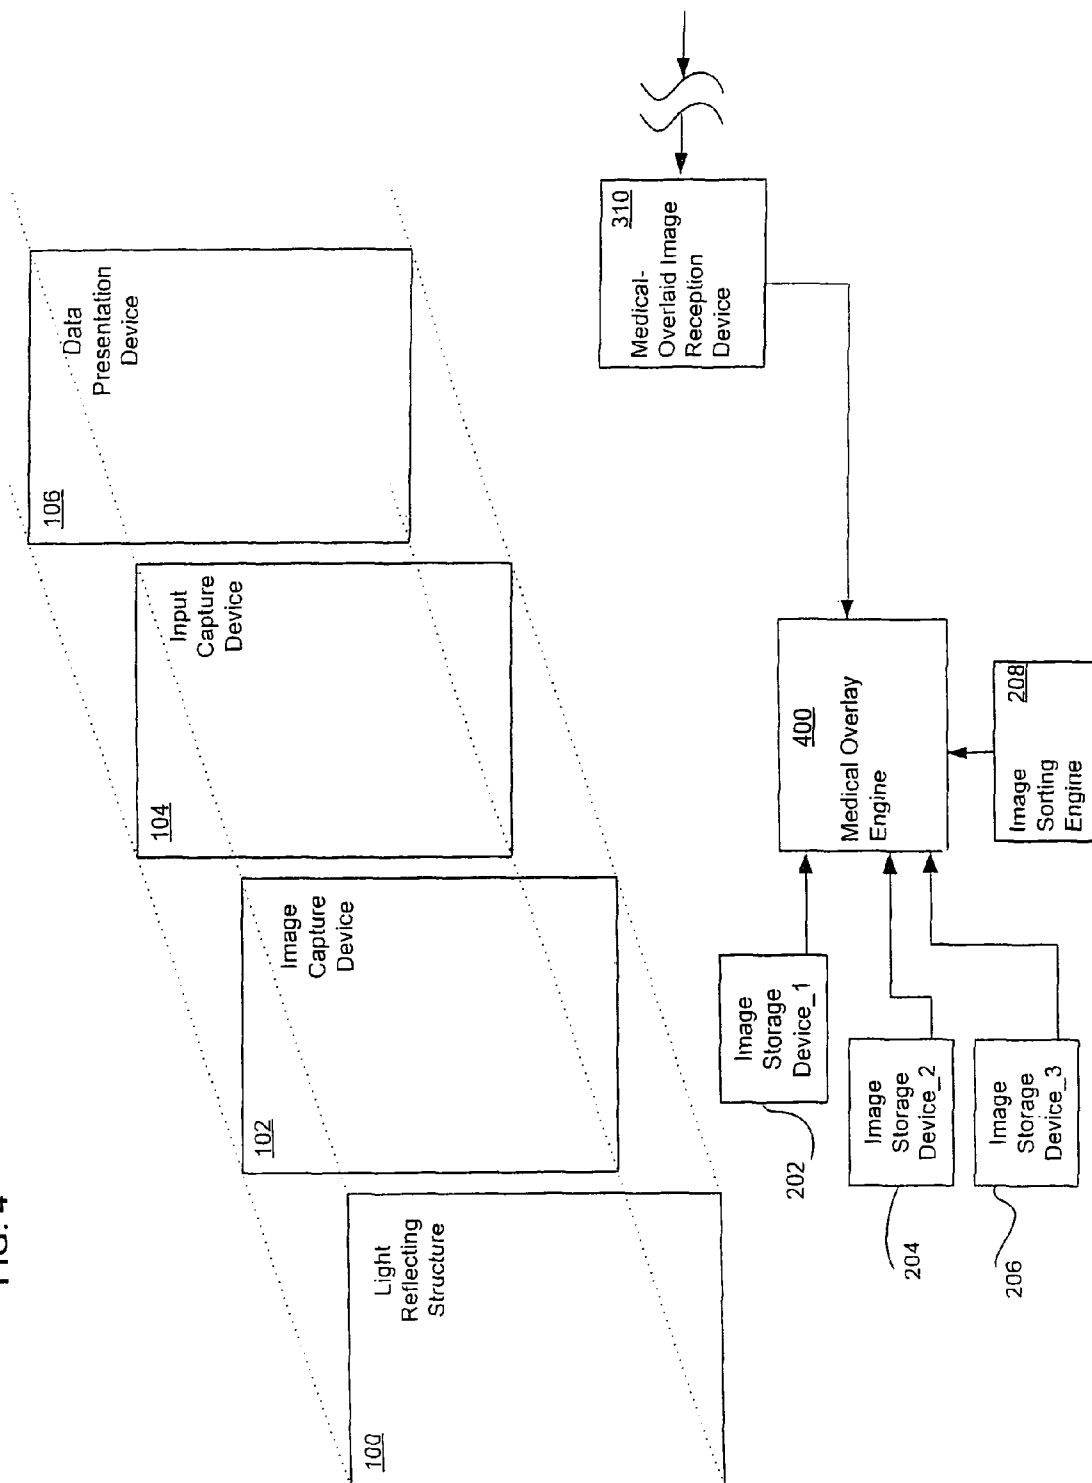 FIG. 4
100
Light
Reflecting
Structure
102
Image
Capture
Device
104
Input
Capture
Device
106
Data
Presentation
Device
202
Image
Storage
Device_1
204
Image
Storage
Device_2
206
Image
Storage
Device_3
400
Medical Overlay
Engine
208
Image
Sorting
Engine
310
Medical-
Overlaid Image
Reception
Device